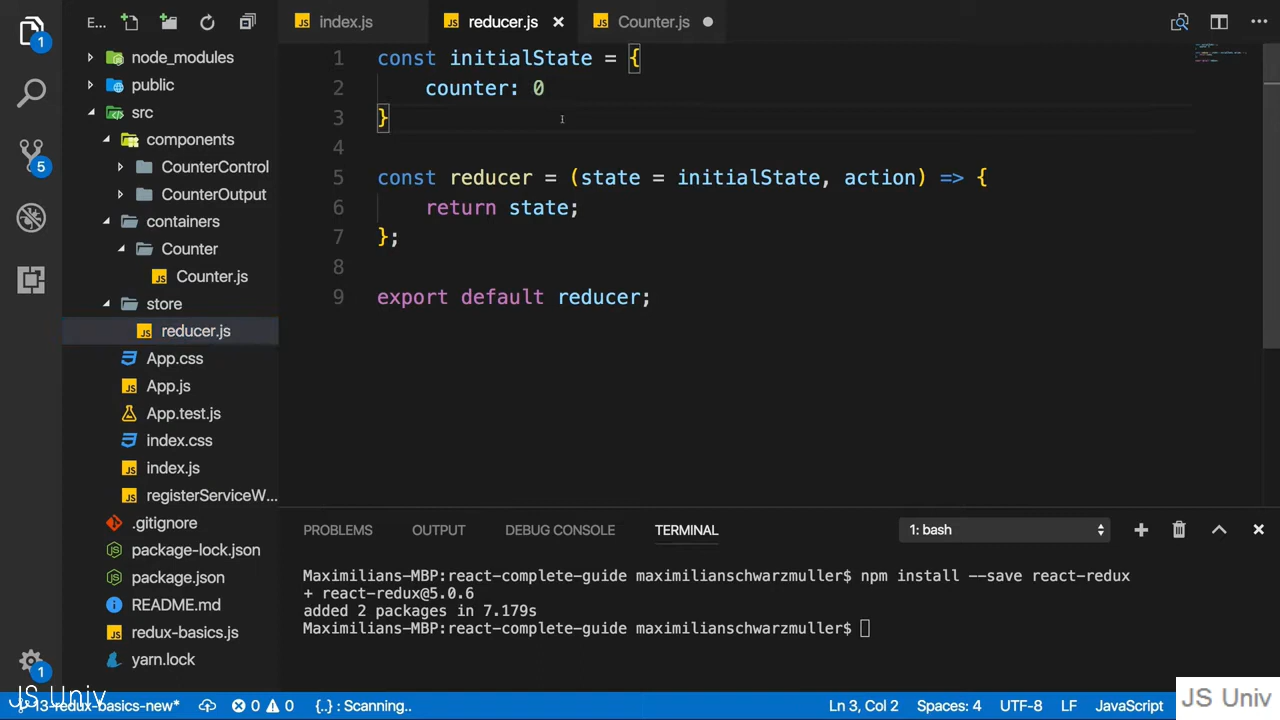 E...
index.js
reducer.js
Counter.js
1
5
1
node_modules
public
src
components
CounterControl
CounterOutput
containers
Counter
Counter.js
store
reducer.js
App.css
App.js
App.test.js
index.css
index.js
registerServiceW...
.gitignore
package-lock.json
package.json
README.md
redux-basics.js
yarn.lock
1 const initialState = {
2 counter: 0
3 }
4
5 const reducer = (state = initialState, action) => {
6 return state;
7 };
8
9 export default reducer;
PROBLEMS OUTPUT DEBUG CONSOLE TERMINAL 1: bash
Maximilians-MBP:react-complete-guide maximilianschwarzmuller$ npm install --save react-redux
+ react-redux@5.0.6
added 2 packages in 7.179s
Maximilians-MBP:react-complete-guide maximilianschwarzmuller$
JS Univ
13-redux-basics-new* 0 0 {..} : Scanning.. Ln 3, Col 2 Spaces: 4 UTF-8 LF JavaScript
JS Univ